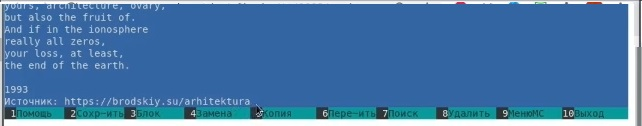 yours, architecture, ovary,
but also the fruit of.
And if in the ionosphere
really all zeros,
your loss, at least,
the end of the earth.
1993
Источник: https://brodskiy.su/arhitektura
1Помощь 2Сохр~ить 3Блок 4Замена 5Копия 6Пере~ить 7Поиск 8Удалить 9МенюMC 10Выход